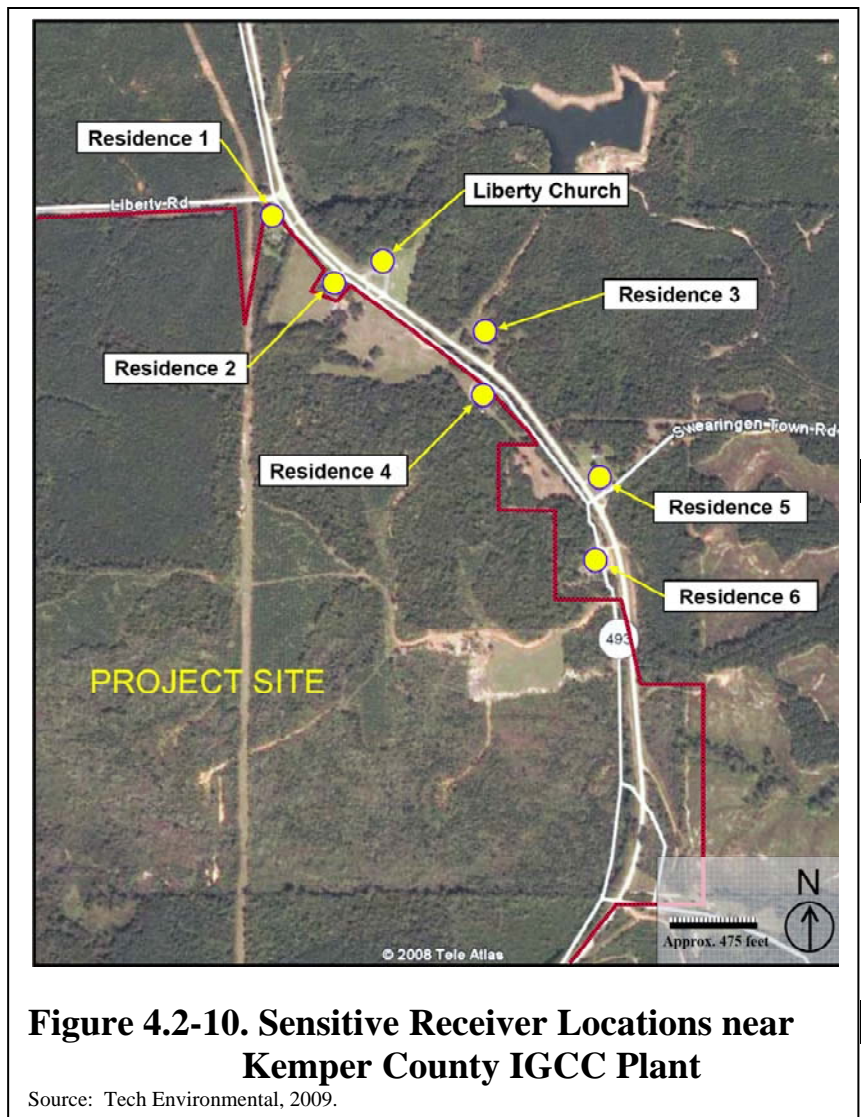 Residence 1
Liberty Rd
Liberty Church
Residence 3
Residence 2
Swearingen Town Rd
Residence 4
Residence 5
Residence 6
493
PROJECT SITE
N
Approx. 475 feet
© 2008 Tele Atlas
Figure 4.2-10. Sensitive Receiver Locations near
Kemper County IGCC Plant
Source: Tech Environmental, 2009.